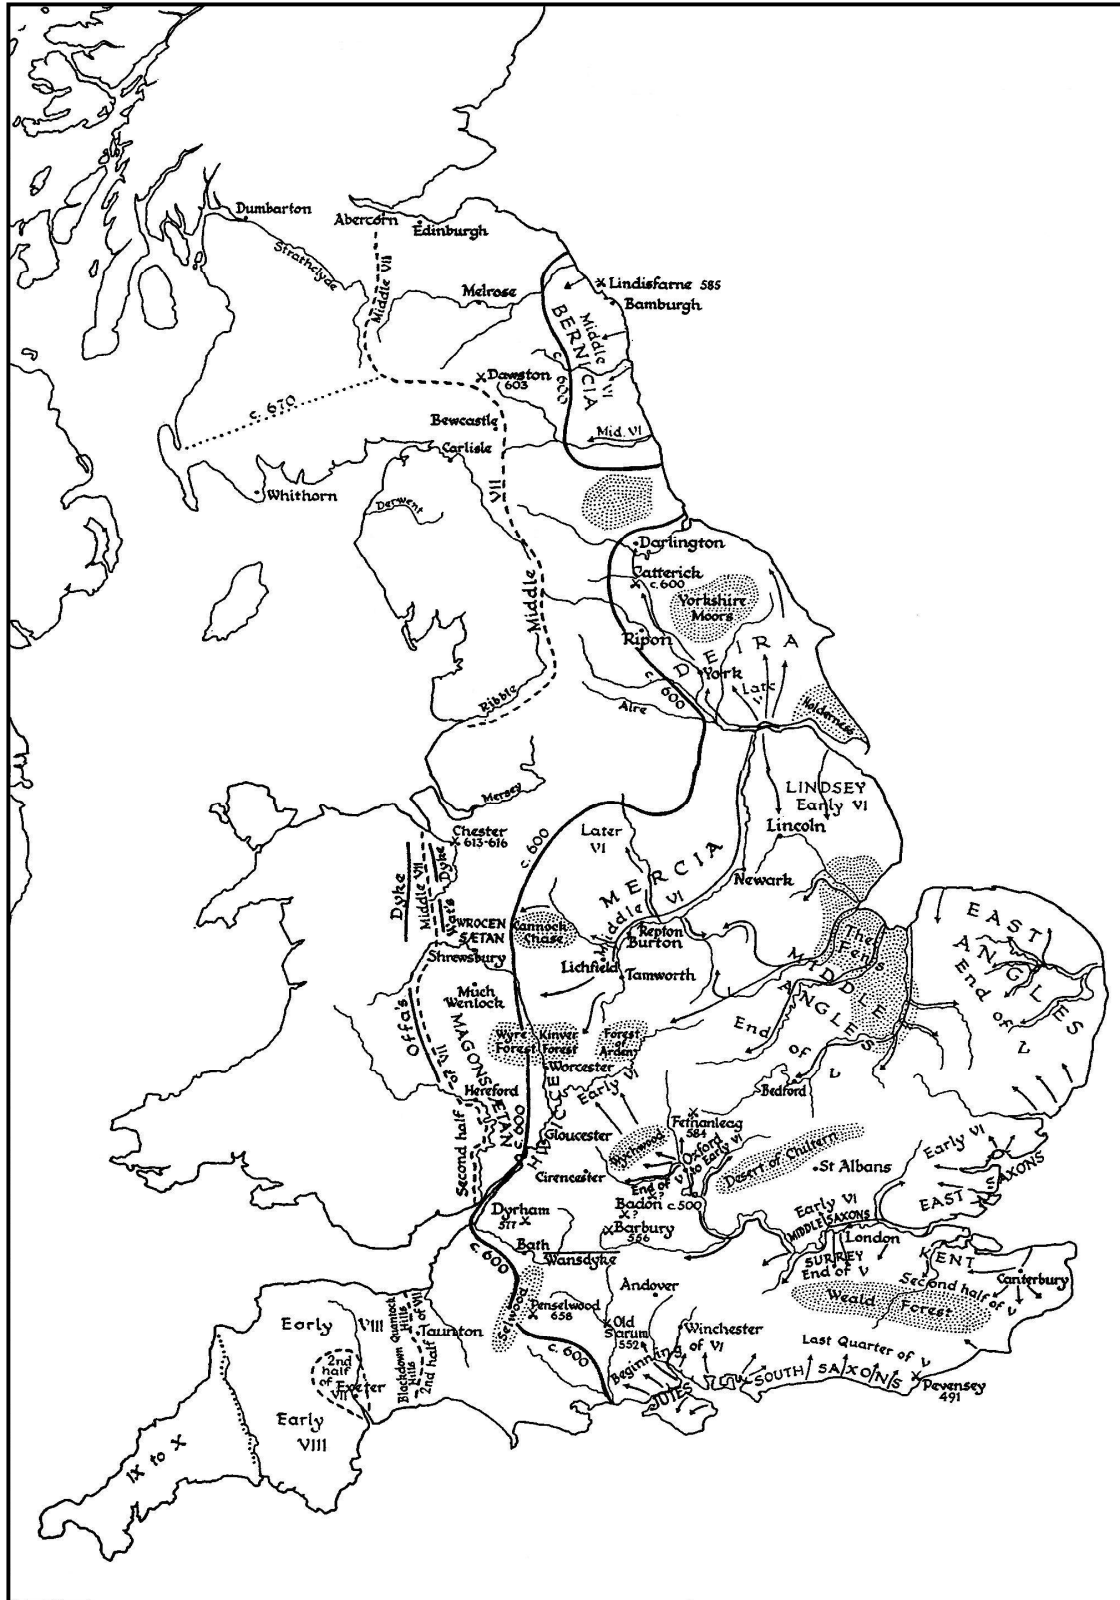 Dumbarton
Abercorn
Edinburgh
Strathclyde
Middle VII
Melrose
Lindisfarne 585
Bamburgh
BERNICIA
Middle VI
c. 600
Dawston
603
c. 670
Bewcastle
Carlisle
Mid. VI
Whithorn
Derwent
VII
Middle
Darlington
Catterick
c. 600
Yorkshire
Moors
Ripon
DEIRA
York
Late
V
c. 600
Holderness
Ribble
Aire
Mersey
LINDSEY
Early VI
Lincoln
Chester
613-616
c. 600
Later
VI
MERCIA
Middle VI
Newark
Dyke
Middle VII
Wat's Dyke
WROCEN
SÆTAN
Cannock
Chase
Repton
Burton
Lichfield
Tamworth
Shrewsbury
The
Fens
MIDDLE
ANGLES
End of V
EAST
ANGLES
End of V
Much
Wenlock
Offa's
MAGONSÆTAN
Wyre
Forest
Kinver
Forest
Forest
of
Arden
Worcester
Early VI
Hereford
Second half of VII
HWICCE
c. 600
Bedford
Gloucester
Fethanleag
584
Wychwood
Oxford
End of V to Early VI
Desert of Chiltern
St Albans
Early VI
EAST SAXONS
Cirencester
Badon c. 500
?
?
Dyrham
577
Barbury
556
Early VI
MIDDLE SAXONS
London
SURREY
End of V
KENT
Canterbury
Second half of V
Bath
Wansdyke
c. 600
Andover
Weald Forest
Selwood
Penselwood
658
Old
Sarum
552
Winchester
Beginning of VI
c. 600
Last Quarter of V
SOUTH SAXONS
Pevensey
491
JUTES
Early VIII
Quantock
Hills
Blackdown
Hills
2nd half of VII
Taunton
2nd
half
of
VII
Exeter
Early
VIII
IX to X